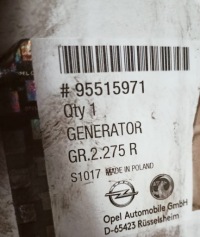 # 95515971
Qty 1
GENERATOR
GR.2.275 R
S1017 MADE IN POLAND
Opel Automobile GmbH
D-65423 Rüsselsheim